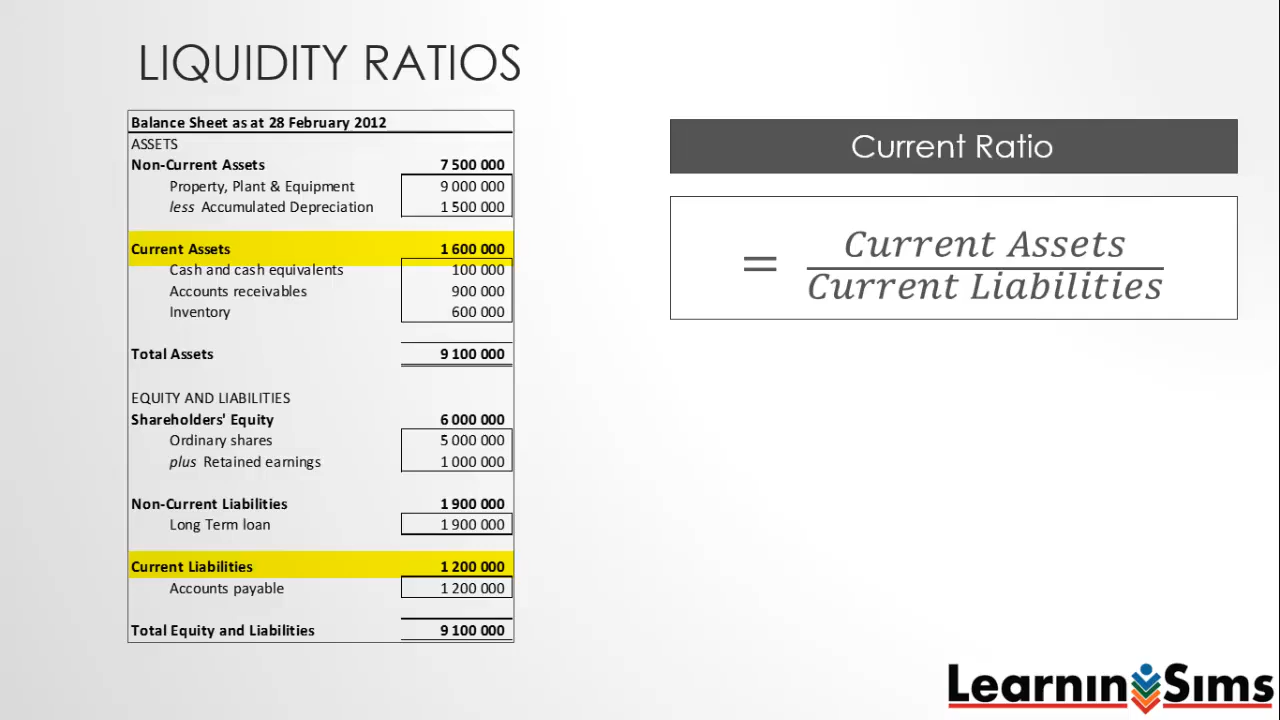 LIQUIDITY RATIOS
Balance Sheet as at 28 February 2012
ASSETS
Non-Current Assets 7 500 000
Property, Plant & Equipment 9 000 000
less Accumulated Depreciation 1 500 000
Current Assets 1 600 000
Cash and cash equivalents 100 000
Accounts receivables 900 000
Inventory 600 000
Total Assets 9 100 000
EQUITY AND LIABILITIES
Shareholders' Equity 6 000 000
Ordinary shares 5 000 000
plus Retained earnings 1 000 000
Non-Current Liabilities 1 900 000
Long Term loan 1 900 000
Current Liabilities 1 200 000
Accounts payable 1 200 000
Total Equity and Liabilities 9 100 000
Current Ratio
= Current Assets
Current Liabilities
Learnin Sims